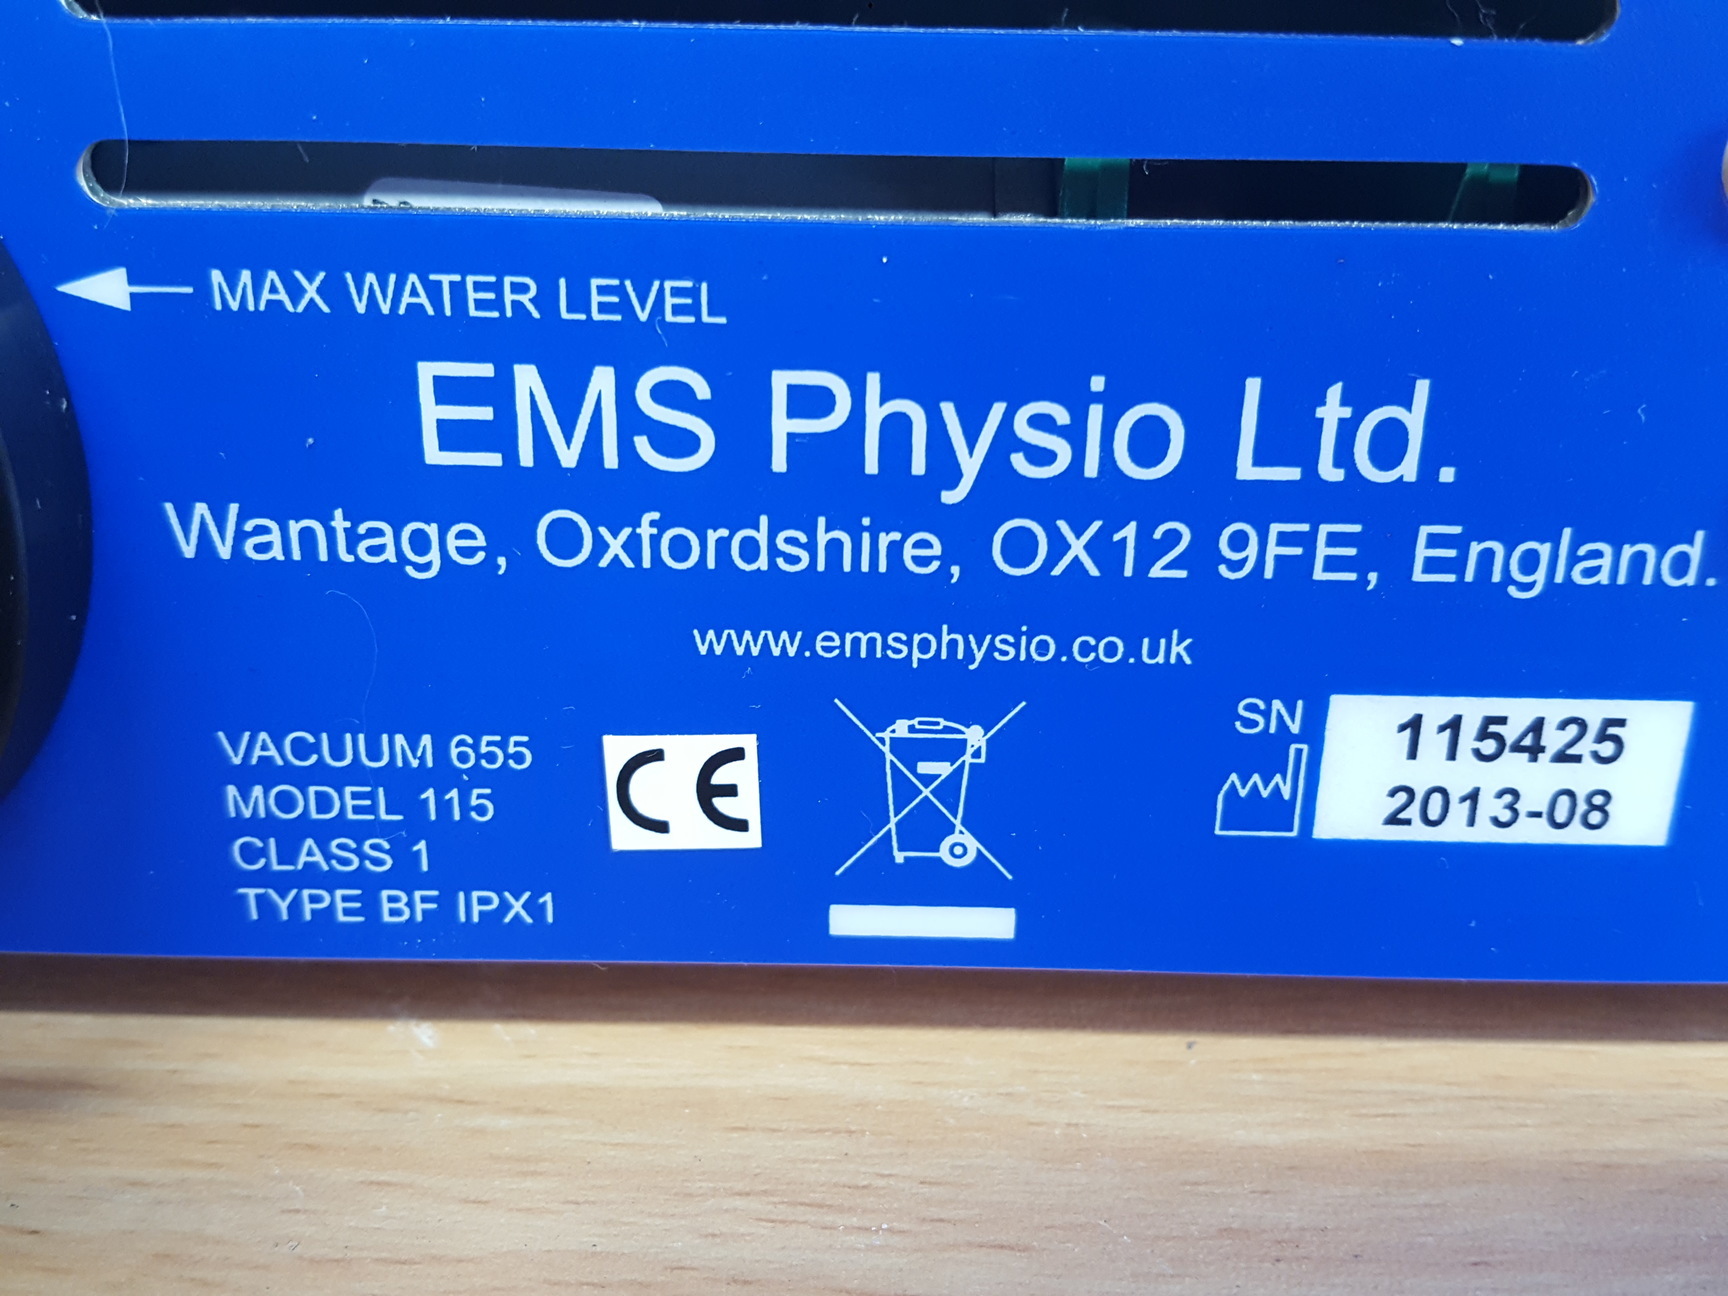 MAX WATER LEVEL
EMS Physio Ltd.
Wantage, Oxfordshire, OX12 9FE, England.
www.emsphysio.co.uk
VACUUM 655
MODEL 115
CLASS 1
TYPE BF IPX1
CE
SN
115425
2013-08